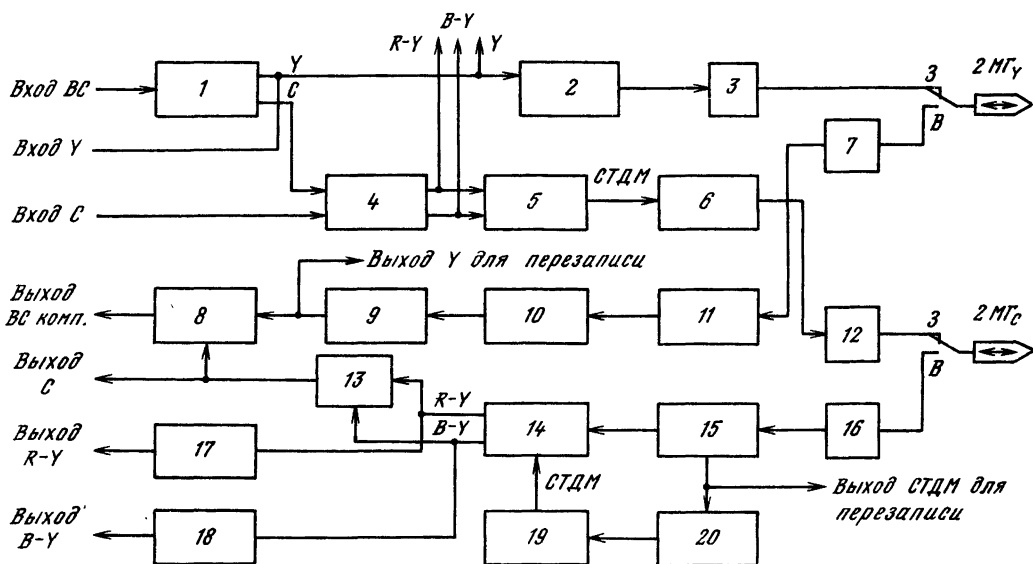 B-Y
R-Y
Y
Вход ВС
1
Y
C
2
3
З
2 МГY
В
Вход Y
7
Вход С
4
5
СТДМ
6
Выход Y для перезаписи
Выход
ВС комп.
8
9
10
11
12
З
2 МГC
В
Выход
С
13
R-Y
B-Y
14
15
16
Выход
R-Y
17
СТДМ
Выход СТДМ для
перезаписи
Выход
B-Y
18
19
20